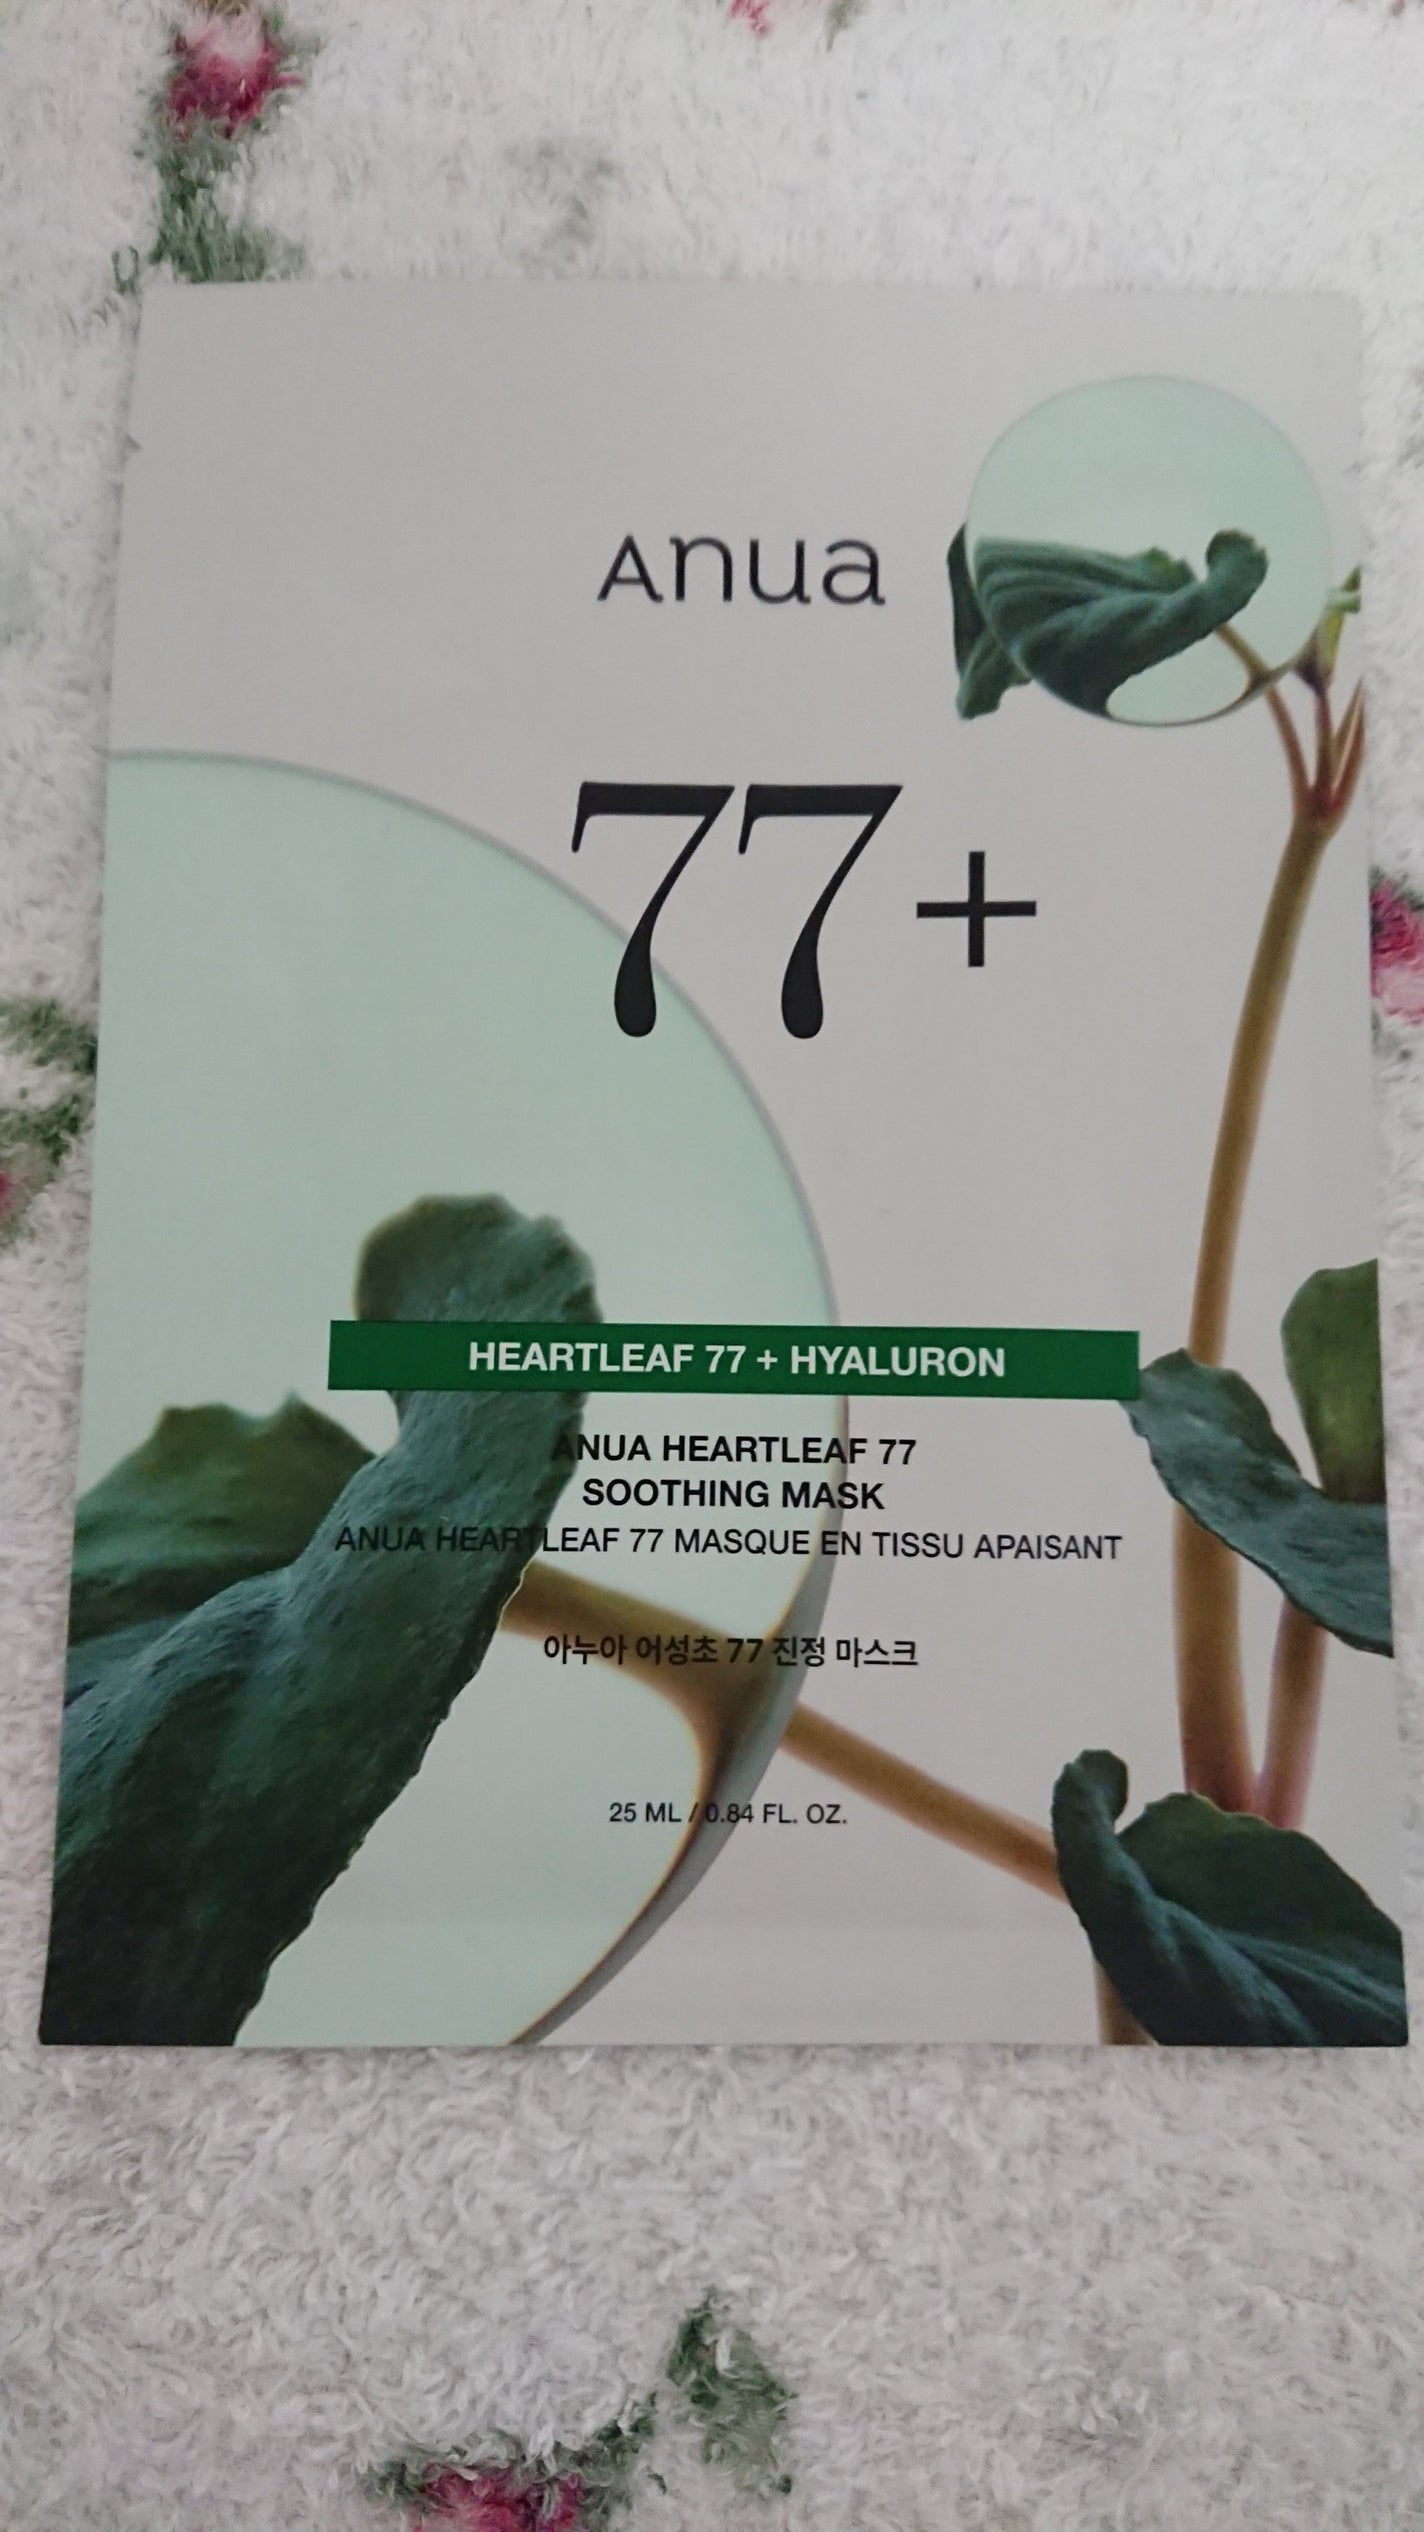 Anua
77+
HEARTLEAF 77 + HYALURON
ANUA HEARTLEAF 77
SOOTHING MASK
ANUA HEARTLEAF 77 MASQUE EN TISSU APAISANT
아누아 어성초 77 진정 마스크
25 ML / 0.84 FL. OZ.